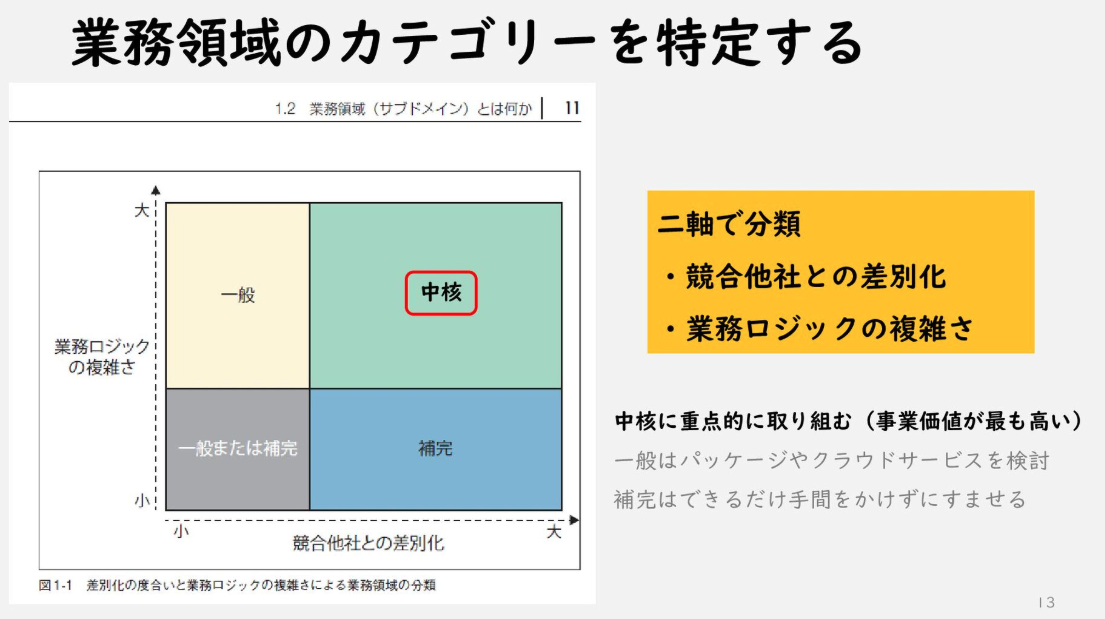 業務領域のカテゴリーを特定する
1.2 業務領域（サブドメイン）とは何か 11
大
一般
中核
業務ロジック
の複雑さ
一般または補完
補完
小
小
大
競合他社との差別化
図1-1 差別化の度合いと業務ロジックの複雑さによる業務領域の分類
二軸で分類
・競合他社との差別化
・業務ロジックの複雑さ
中核に重点的に取り組む（事業価値が最も高い）
一般はパッケージやクラウドサービスを検討
補完はできるだけ手間をかけずにすませる
13